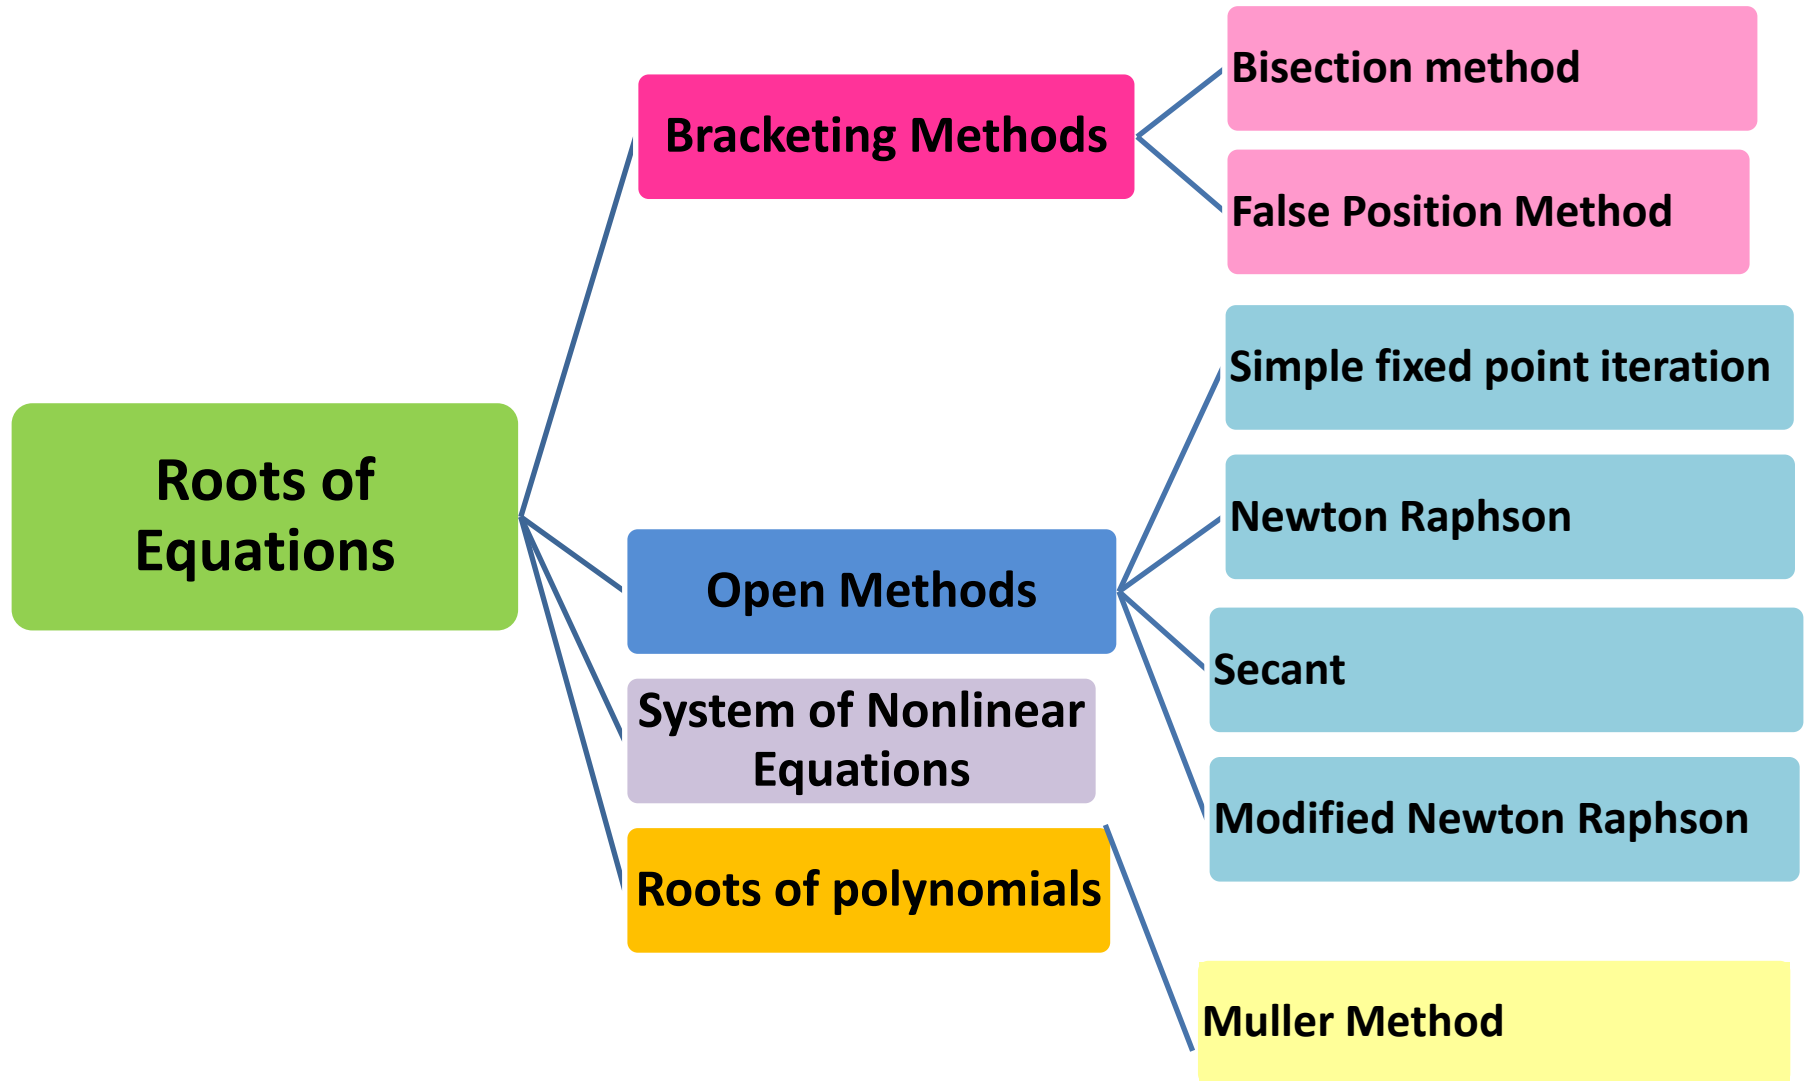 Roots of
Equations
Bracketing Methods
Bisection method
False Position Method
Open Methods
Simple fixed point iteration
Newton Raphson
Secant
Modified Newton Raphson
System of Nonlinear
Equations
Roots of polynomials
Muller Method